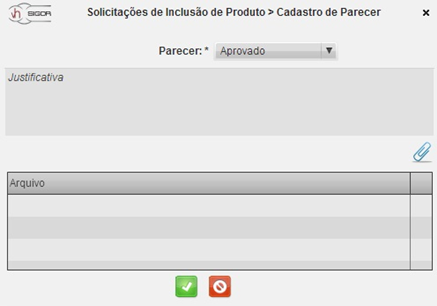 SIGOR
Solicitações de Inclusão de Produto > Cadastro de Parecer
Parecer: * Aprovado
Justificativa
Arquivo